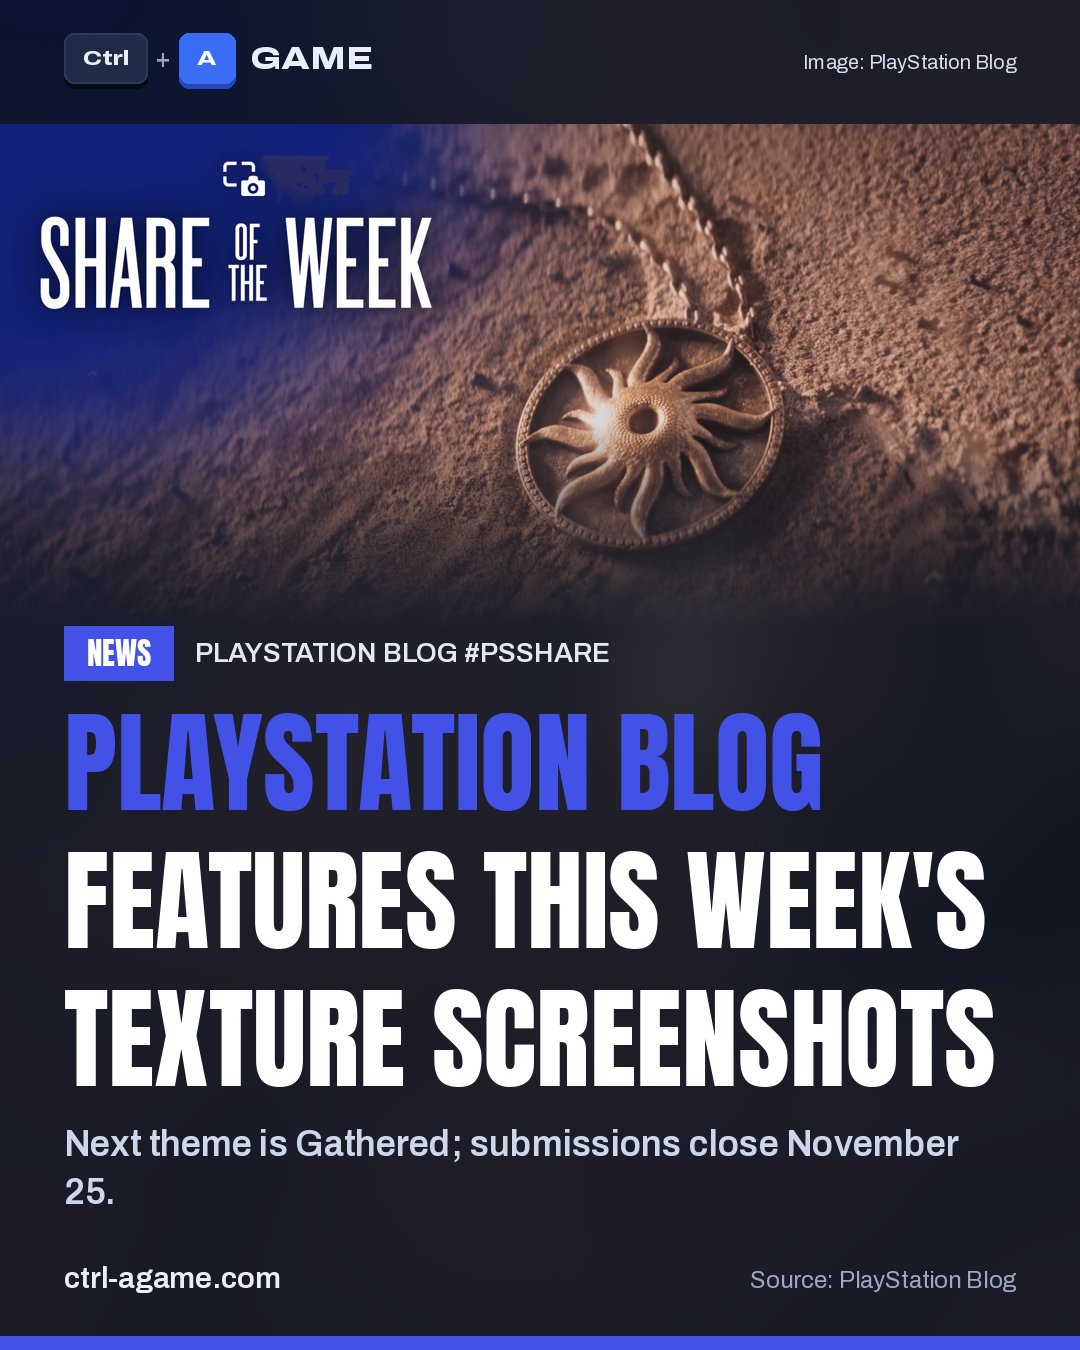 Ctrl + A GAME
Image: PlayStation Blog
SHARE OF THE WEEK
NEWS PLAYSTATION BLOG #PSSHARE
PLAYSTATION BLOG
FEATURES THIS WEEK'S
TEXTURE SCREENSHOTS
Next theme is Gathered; submissions close November
25.
ctrl-agame.com
Source: PlayStation Blog